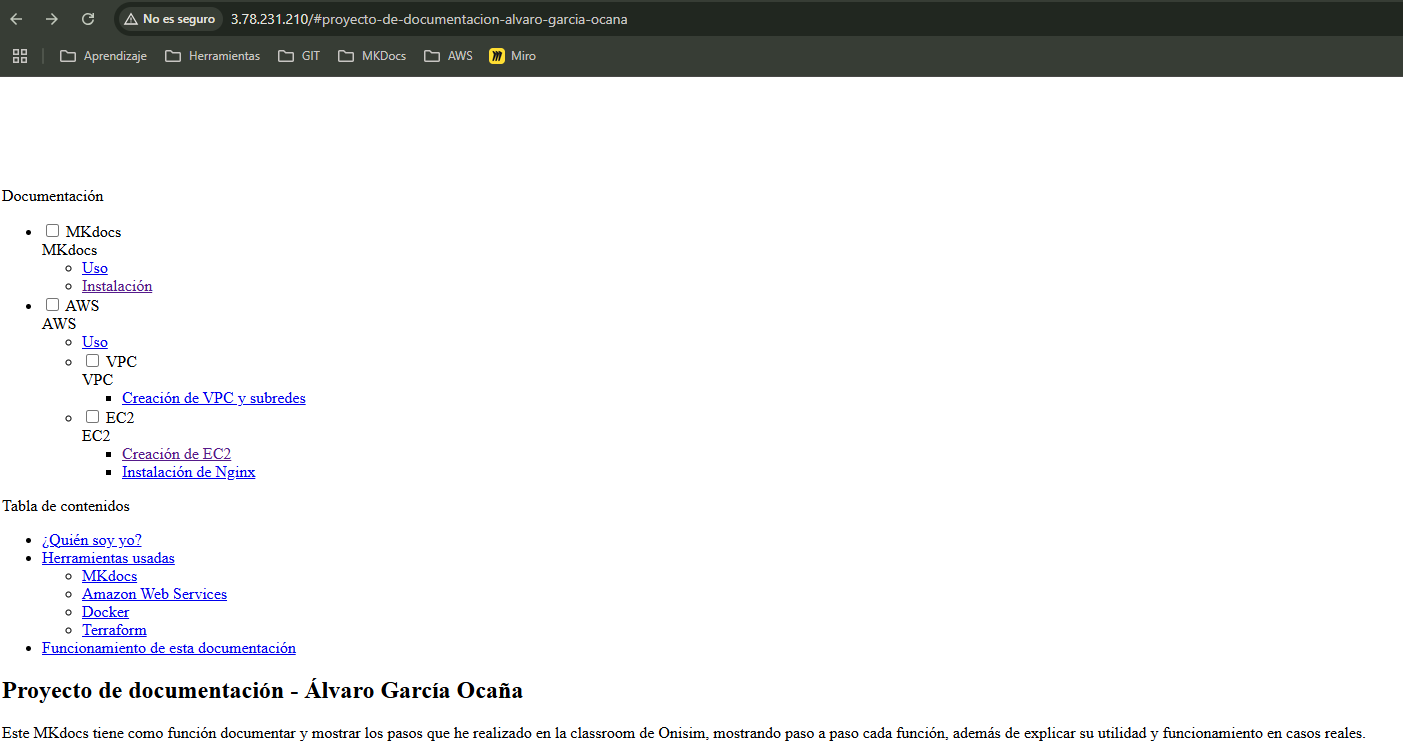 No es seguro 3.78.231.210/#proyecto-de-documentacion-alvaro-garcia-ocana
Aprendizaje Herramientas GIT MKDocs AWS Miro
Documentación
MKdocs
MKdocs
Uso
Instalación
AWS
AWS
Uso
VPC
VPC
Creación de VPC y subredes
EC2
EC2
Creación de EC2
Instalación de Nginx
Tabla de contenidos
¿Quién soy yo?
Herramientas usadas
MKdocs
Amazon Web Services
Docker
Terraform
Funcionamiento de esta documentación
Proyecto de documentación - Álvaro García Ocaña
Este MKdocs tiene como función documentar y mostrar los pasos que he realizado en la classroom de Onisim, mostrando paso a paso cada función, además de explicar su utilidad y funcionamiento en casos reales.